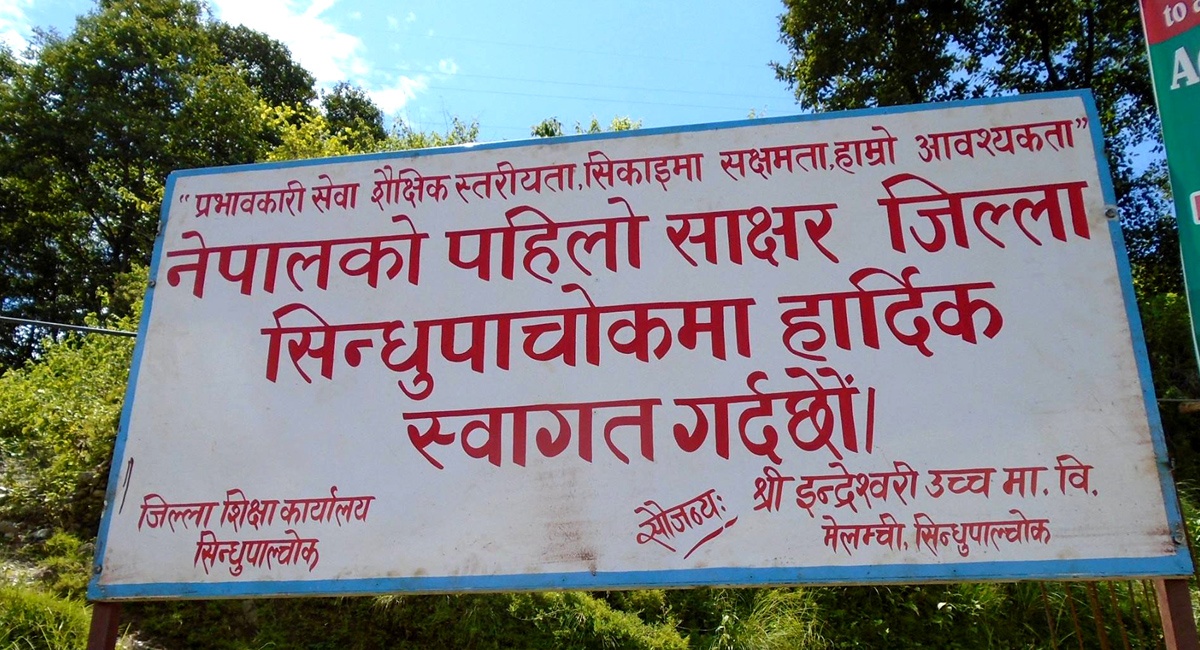 "प्रभावकारी सेवा शैक्षिक स्तरीयता, सिकाइमा सक्षमता, हाम्रो आवश्यकता"
नेपालको पहिलो साक्षर जिल्ला
सिन्धुपाचोकमा हार्दिक
स्वागत गर्दछौं।
जिल्ला शिक्षा कार्यालय
सिन्धुपाल्चोक
सौजन्यः
श्री इन्द्रेश्वरी उच्च मा. वि.
मेलम्ची, सिन्धुपाल्चोक
to